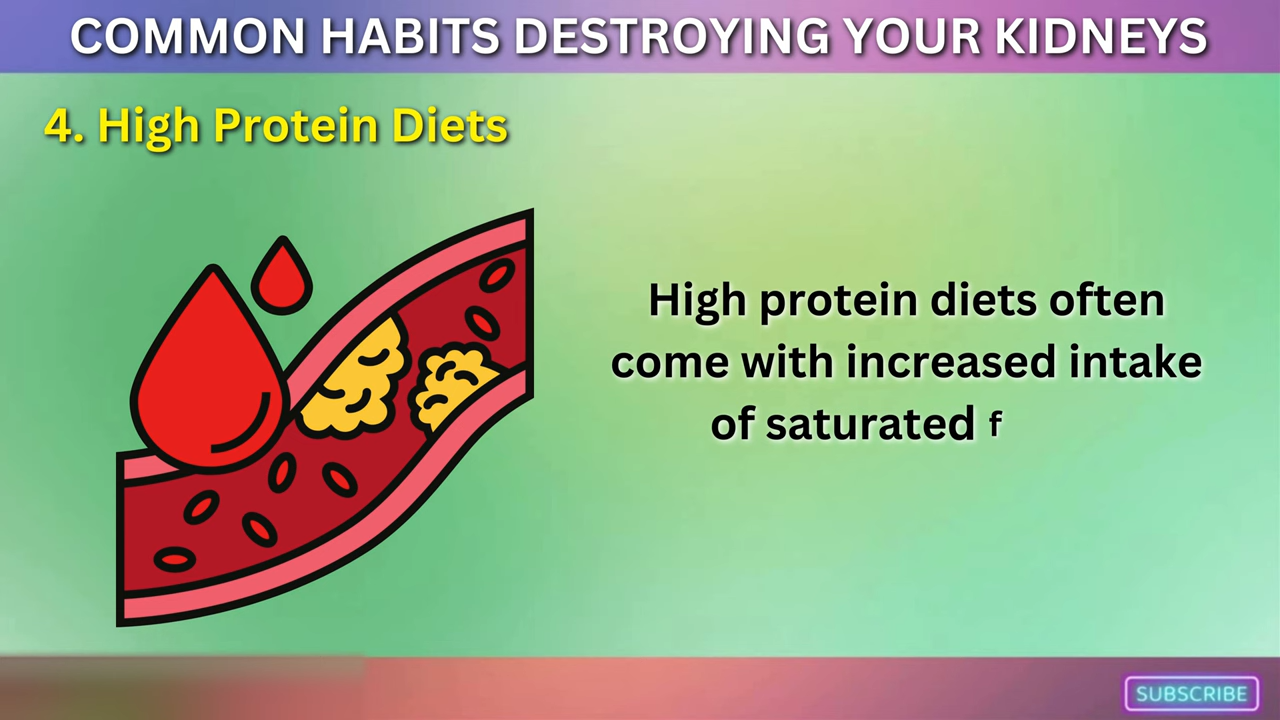 COMMON HABITS DESTROYING YOUR KIDNEYS
4. High Protein Diets
High protein diets often
come with increased intake
of saturated f
SUBSCRIBE